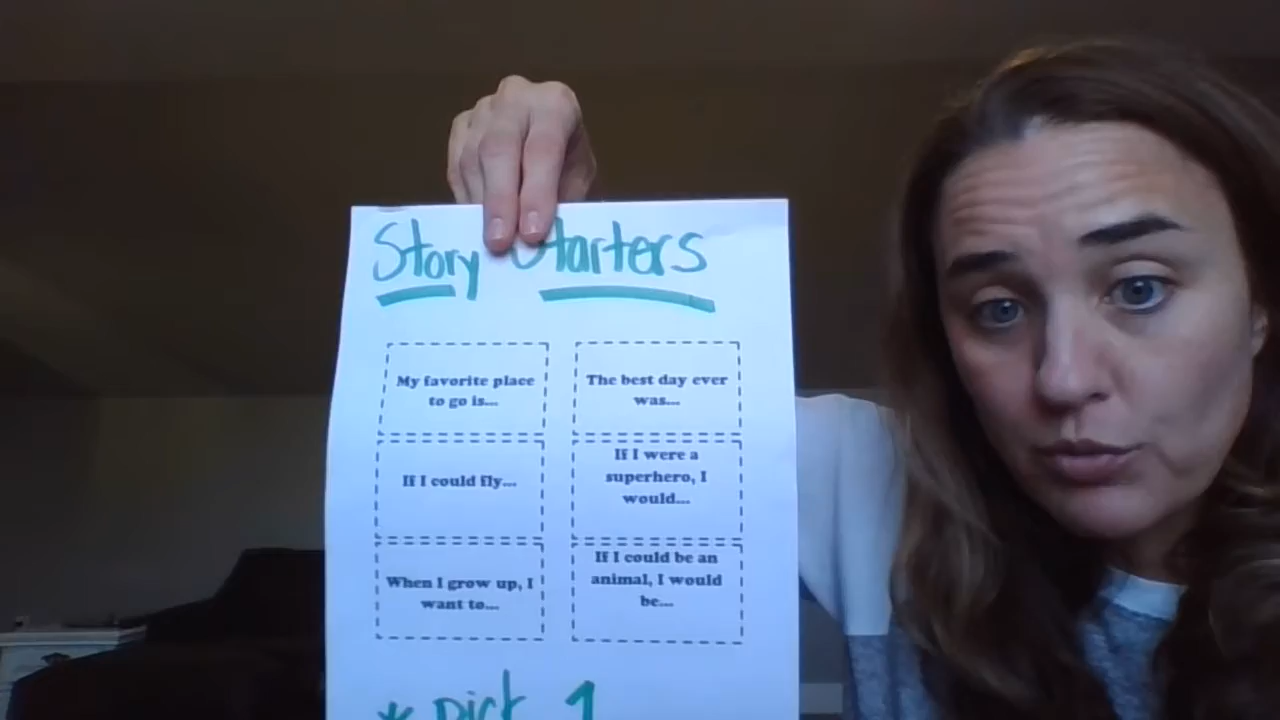 Story Starters
My favorite place
to go is...
The best day ever
was...
If I could fly...
If I were a
superhero, I
would...
When I grow up, I
want to...
If I could be an
animal, I would
be...
* pick 1